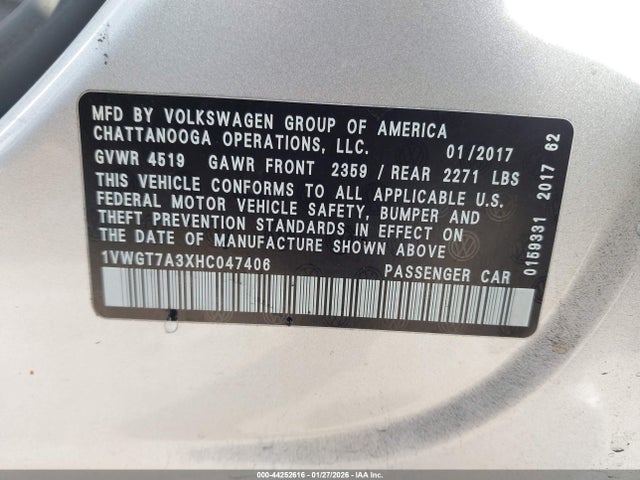 MFD BY VOLKSWAGEN GROUP OF AMERICA
CHATTANOOGA OPERATIONS, LLC. 01/2017
GVWR 4519 GAWR FRONT 2359 / REAR 2271 LBS
THIS VEHICLE CONFORMS TO ALL APPLICABLE U.S.
FEDERAL MOTOR VEHICLE SAFETY, BUMPER AND
THEFT PREVENTION STANDARDS IN EFFECT ON
THE DATE OF MANUFACTURE SHOWN ABOVE
1VWGT7A3XHC047406 PASSENGER CAR
0159331 2017 62
000-44252616 - 01/27/2026 - IAA Inc.